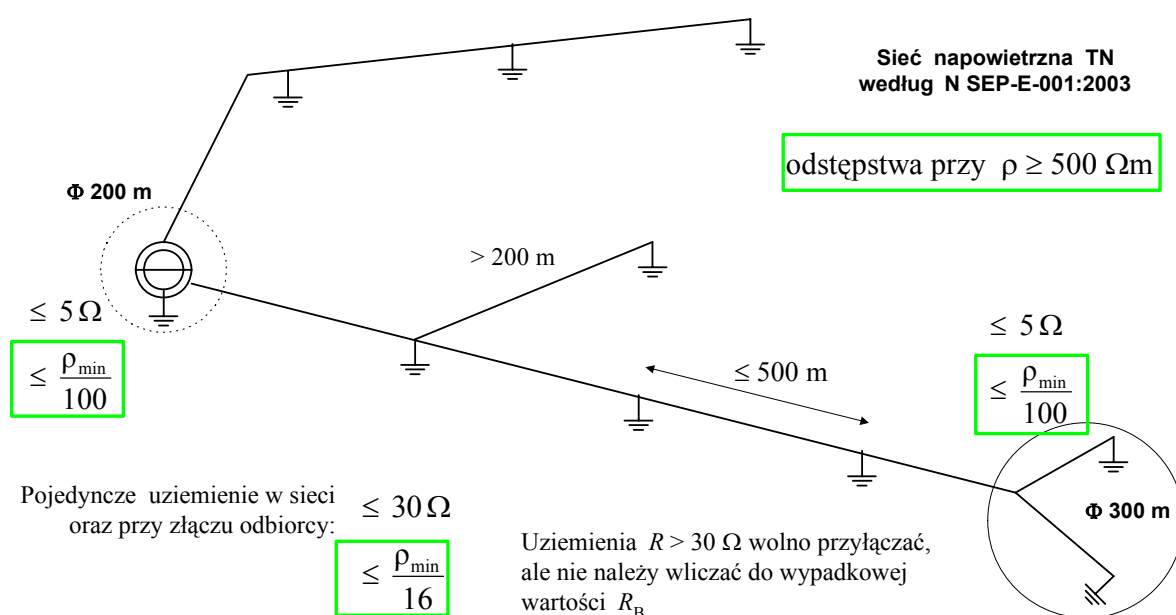 Sieć napowietrzna TN
według N SEP-E-001:2003
odstępstwa przy ρ ≥ 500 Ωm
Φ 200 m
> 200 m
≤ 5 Ω
≤ ρmin/100
≤ 500 m
≤ 5 Ω
≤ ρmin/100
Φ 300 m
Pojedyncze uziemienie w sieci
oraz przy złączu odbiorcy:
≤ 30 Ω
≤ ρmin/16
Uziemienia R > 30 Ω wolno przyłączać,
ale nie należy wliczać do wypadkowej
wartości RB